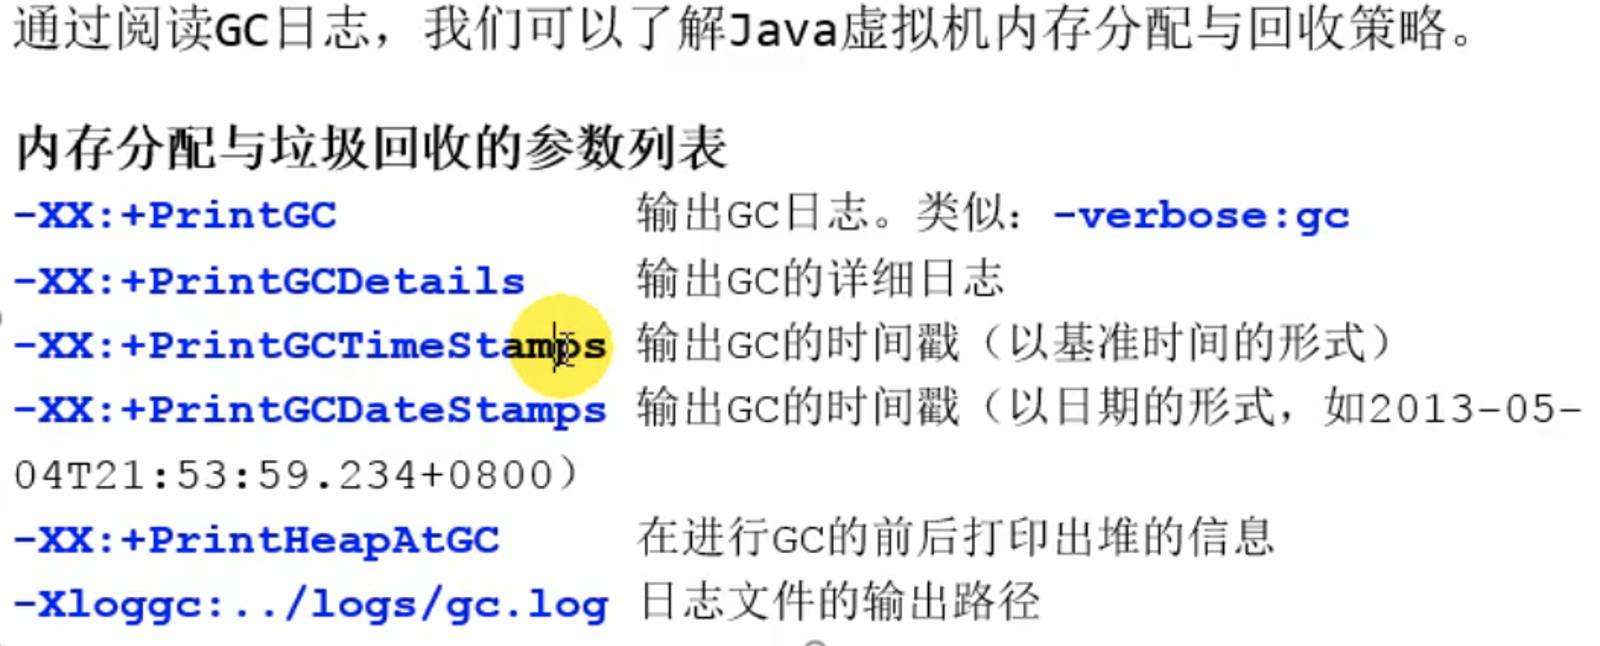 通过阅读GC日志，我们可以了解Java虚拟机内存分配与回收策略。
内存分配与垃圾回收的参数列表
-XX:+PrintGC 输出GC日志。类似：-verbose:gc
-XX:+PrintGCDetails 输出GC的详细日志
-XX:+PrintGCTimeStamps 输出GC的时间戳（以基准时间的形式）
-XX:+PrintGCDateStamps 输出GC的时间戳（以日期的形式，如2013-05-
04T21:53:59.234+0800）
-XX:+PrintHeapAtGC 在进行GC的前后打印出堆的信息
-Xloggc:../logs/gc.log 日志文件的输出路径